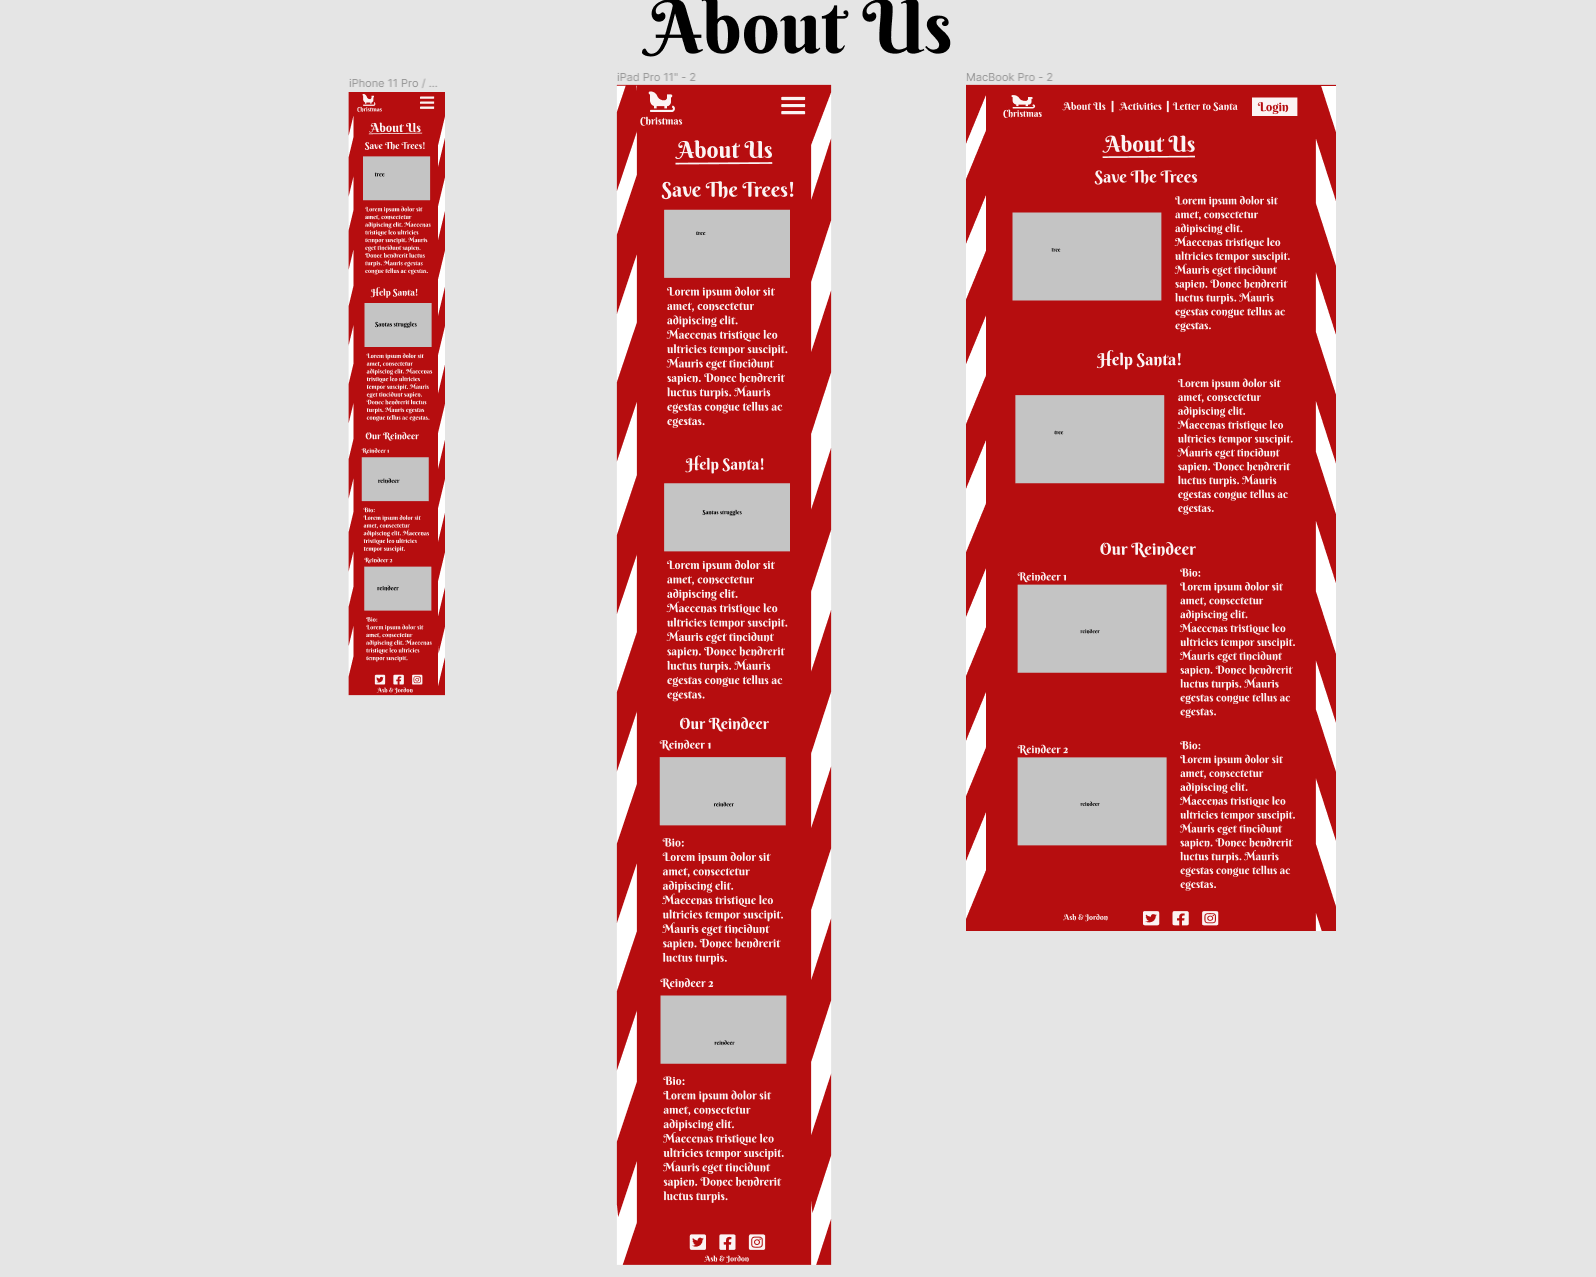 About Us
iPhone 11 Pro / ...
Christmas
About Us
Save The Trees!
tree
Lorem ipsum dolor sit
amet, consectetur
adipiscing elit. Maecenas
tristique leo ultricies
tempor suscipit. Mauris
eget tincidunt sapien.
Donec hendrerit luctus
turpis. Mauris egestas
congue tellus ac egestas.
Help Santa!
Santas struggles
Lorem ipsum dolor sit
amet, consectetur
adipiscing elit. Maecenas
tristique leo ultricies
tempor suscipit. Mauris
eget tincidunt sapien.
Donec hendrerit luctus
turpis. Mauris egestas
congue tellus ac egestas.
Our Reindeer
Reindeer 1
reindeer
Bio:
Lorem ipsum dolor sit
amet, consectetur
adipiscing elit. Maecenas
tristique leo ultricies
tempor suscipit.
Reindeer 2
reindeer
Bio:
Lorem ipsum dolor sit
amet, consectetur
adipiscing elit. Maecenas
tristique leo ultricies
tempor suscipit.
Ash & Jordon
iPad Pro 11" - 2
Christmas
About Us
Save The Trees!
tree
Lorem ipsum dolor sit
amet, consectetur
adipiscing elit.
Maecenas tristique leo
ultricies tempor suscipit.
Mauris eget tincidunt
sapien. Donec hendrerit
luctus turpis. Mauris
egestas congue tellus ac
egestas.
Help Santa!
Santas struggles
Lorem ipsum dolor sit
amet, consectetur
adipiscing elit.
Maecenas tristique leo
ultricies tempor suscipit.
Mauris eget tincidunt
sapien. Donec hendrerit
luctus turpis. Mauris
egestas congue tellus ac
egestas.
Our Reindeer
Reindeer 1
reindeer
Bio:
Lorem ipsum dolor sit
amet, consectetur
adipiscing elit.
Maecenas tristique leo
ultricies tempor suscipit.
Mauris eget tincidunt
sapien. Donec hendrerit
luctus turpis.
Reindeer 2
reindeer
Bio:
Lorem ipsum dolor sit
amet, consectetur
adipiscing elit.
Maecenas tristique leo
ultricies tempor suscipit.
Mauris eget tincidunt
sapien. Donec hendrerit
luctus turpis.
Ash & Jordon
MacBook Pro - 2
Christmas
About Us | Activities | Letter to Santa
Login
About Us
Save The Trees
tree
Lorem ipsum dolor sit
amet, consectetur
adipiscing elit.
Maecenas tristique leo
ultricies tempor suscipit.
Mauris eget tincidunt
sapien. Donec hendrerit
luctus turpis. Mauris
egestas congue tellus ac
egestas.
Help Santa!
tree
Lorem ipsum dolor sit
amet, consectetur
adipiscing elit.
Maecenas tristique leo
ultricies tempor suscipit.
Mauris eget tincidunt
sapien. Donec hendrerit
luctus turpis. Mauris
egestas congue tellus ac
egestas.
Our Reindeer
Reindeer 1
reindeer
Bio:
Lorem ipsum dolor sit
amet, consectetur
adipiscing elit.
Maecenas tristique leo
ultricies tempor suscipit.
Mauris eget tincidunt
sapien. Donec hendrerit
luctus turpis. Mauris
egestas congue tellus ac
egestas.
Reindeer 2
reindeer
Bio:
Lorem ipsum dolor sit
amet, consectetur
adipiscing elit.
Maecenas tristique leo
ultricies tempor suscipit.
Mauris eget tincidunt
sapien. Donec hendrerit
luctus turpis. Mauris
egestas congue tellus ac
egestas.
Ash & Jordon